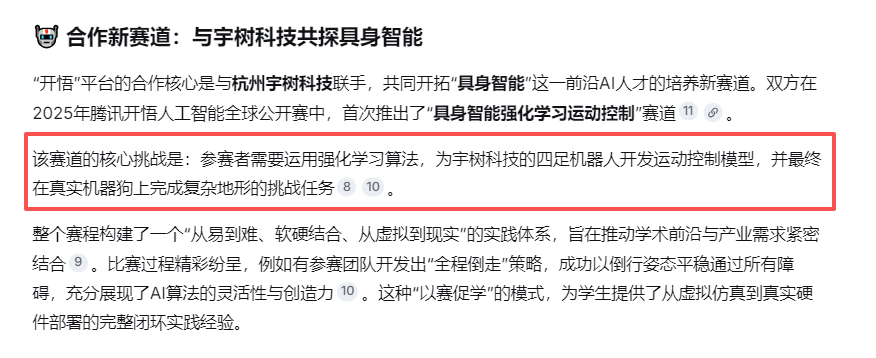 🤖 合作新赛道：与宇树科技共探具身智能
“开悟”平台的合作核心是与杭州宇树科技联手，共同开拓“具身智能”这一前沿AI人才的培养新赛道。双方在
2025年腾讯开悟人工智能全球公开赛中，首次推出了“具身智能强化学习运动控制”赛道 11 。
该赛道的核心挑战是：参赛者需要运用强化学习算法，为宇树科技的四足机器人开发运动控制模型，并最终
在真实机器狗上完成复杂地形的挑战任务 8 10 。
整个赛程构建了一个“从易到难、软硬结合、从虚拟到现实”的实践体系，旨在推动学术前沿与产业需求紧密
结合 9 。比赛过程精彩纷呈，例如有参赛团队开发出“全程倒走”策略，成功以倒行姿态平稳通过所有障
碍，充分展现了AI算法的灵活性与创造力 10 。这种“以赛促学”的模式，为学生提供了从虚拟仿真到真实硬
件部署的完整闭环实践经验。